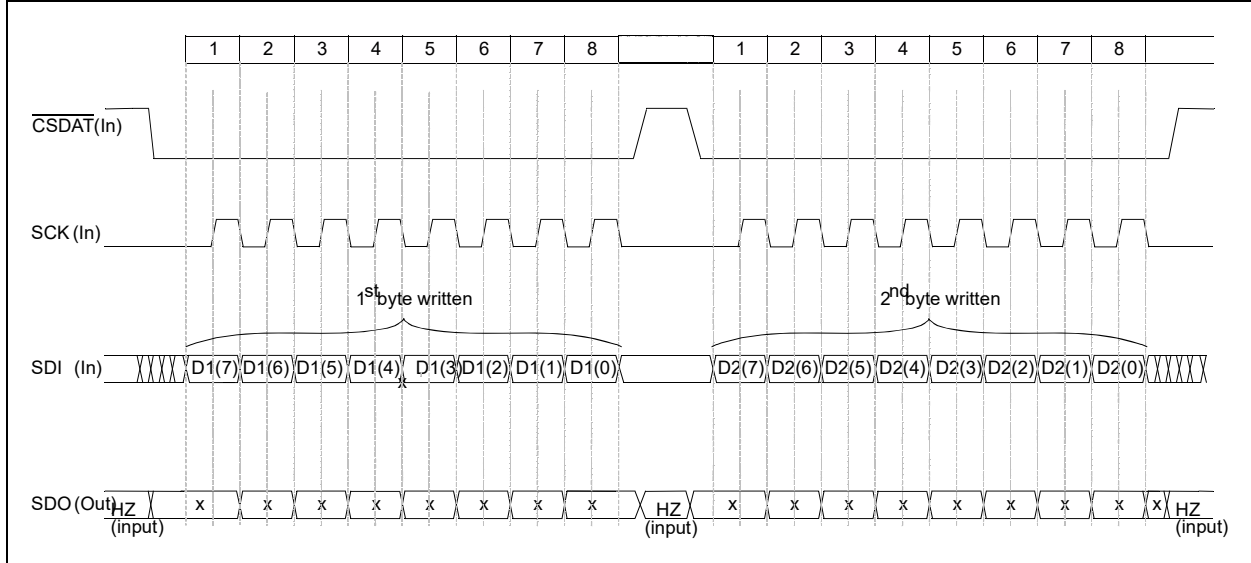 1 2 3 4 5 6 7 8 1 2 3 4 5 6 7 8
CSDAT(In)
SCK (In)
1st byte written 2nd byte written
SDI (In) D1(7) D1(6) D1(5) D1(4) D1(3) D1(2) D1(1) D1(0) D2(7) D2(6) D2(5) D2(4) D2(3) D2(2) D2(1) D2(0)
x
SDO (Out) HZ x x x x x x x x HZ x x x x x x x x x HZ
(input) (input) (input)